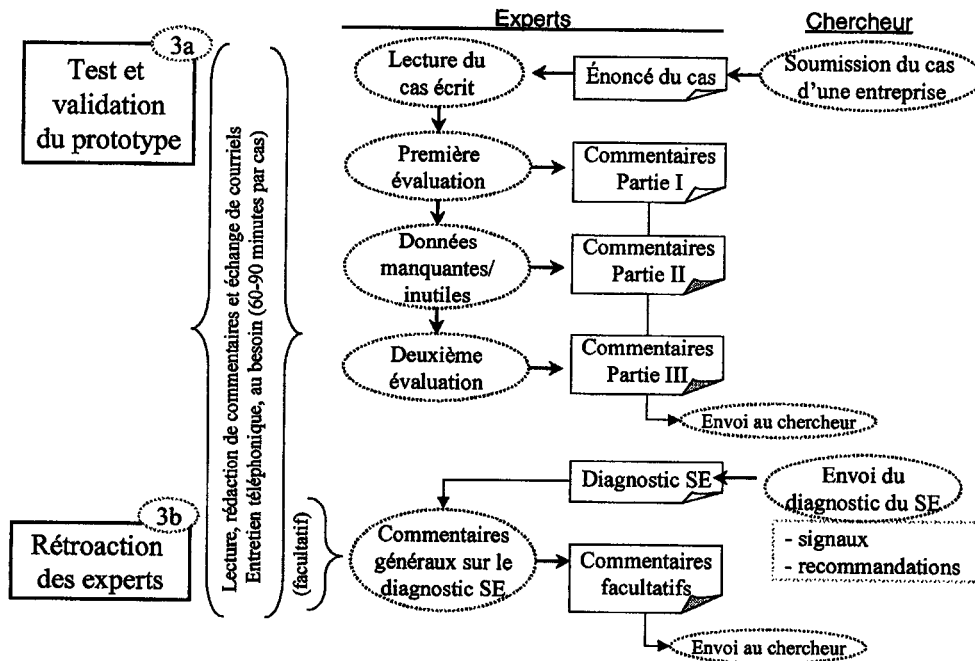 Experts
Chercheur
3a
Test et
validation
du prototype
Lecture, rédaction de commentaires et échange de courriels
Entretien téléphonique, au besoin (60-90 minutes par cas)
Lecture du
cas écrit
Énoncé du cas
Soumission du cas
d'une entreprise
Première
évaluation
Commentaires
Partie I
Données
manquantes/
inutiles
Commentaires
Partie II
Deuxième
évaluation
Commentaires
Partie III
Envoi au chercheur
3b
Rétroaction
des experts
(facultatif)
Diagnostic SE
Envoi du
diagnostic du SE
- signaux
- recommandations
Commentaires
généraux sur le
diagnostic SE
Commentaires
facultatifs
Envoi au chercheur